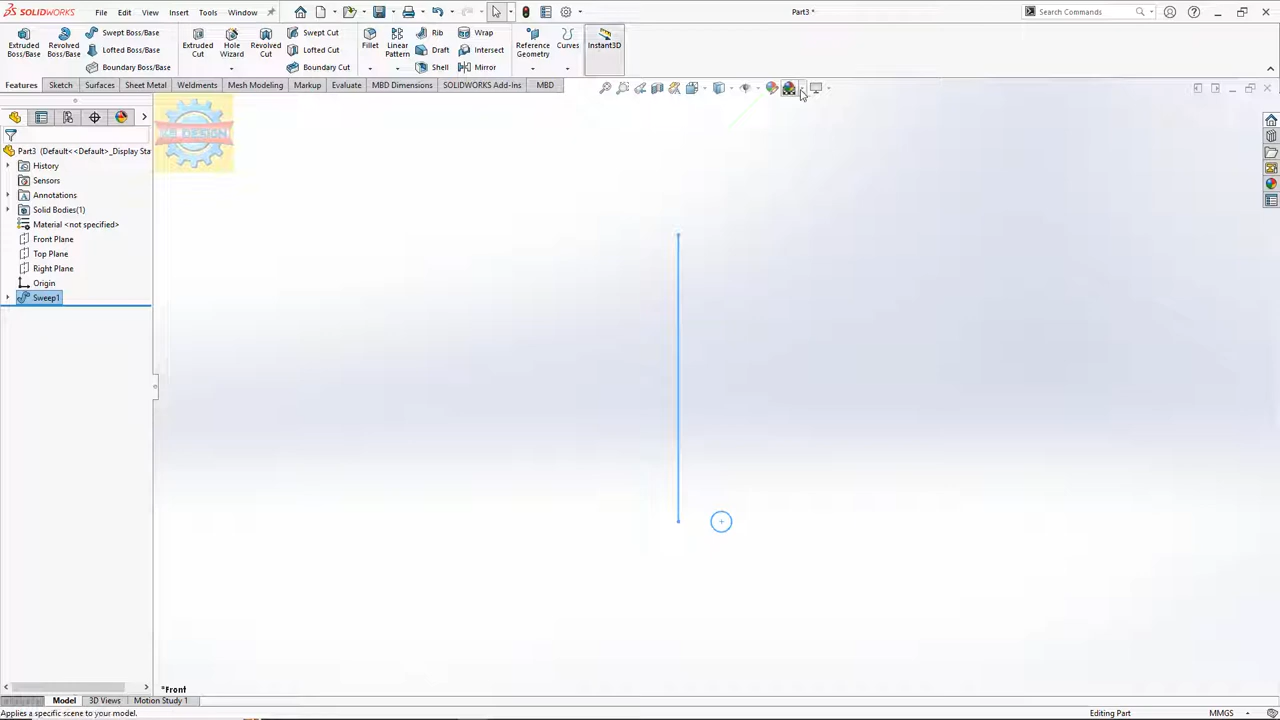 SOLIDWORKS File Edit View Insert Tools Window Part3 * Search Commands
Extruded Boss/Base
Revolved Boss/Base
Swept Boss/Base
Lofted Boss/Base
Boundary Boss/Base
Extruded Cut
Hole Wizard
Revolved Cut
Swept Cut
Lofted Cut
Boundary Cut
Fillet
Linear Pattern
Rib
Draft
Shell
Wrap
Intersect
Mirror
Reference Geometry
Curves
Instant3D
Features Sketch Surfaces Sheet Metal Weldments Mesh Modeling Markup Evaluate MBD Dimensions SOLIDWORKS Add-Ins MBD
Part3 (Default<<Default>_Display Sta
History
Sensors
Annotations
Solid Bodies(1)
Material <not specified>
Front Plane
Top Plane
Right Plane
Origin
Sweep1
*Front
Model 3D Views Motion Study 1
Applies a specific scene to your model. Editing Part MMGS